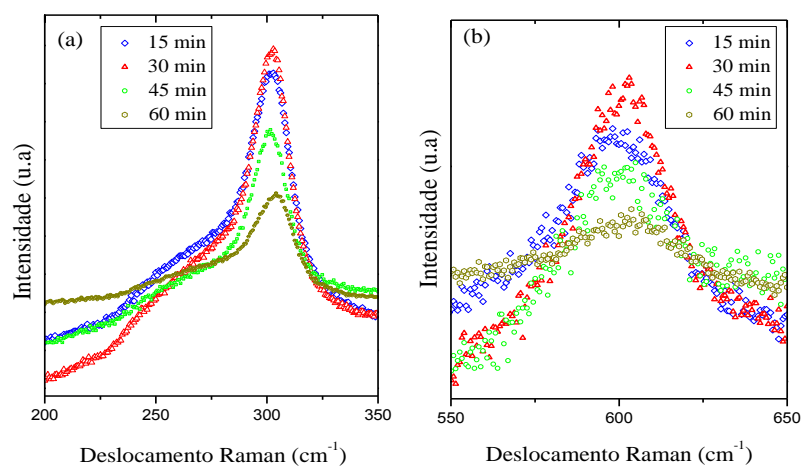 (a)
15 min
30 min
45 min
60 min
Intensidade (u.a)
200 250 300 350
Deslocamento Raman (cm-1)
(b)
15 min
30 min
45 min
60 min
Intensidade (u.a)
550 600 650
Deslocamento Raman (cm-1)